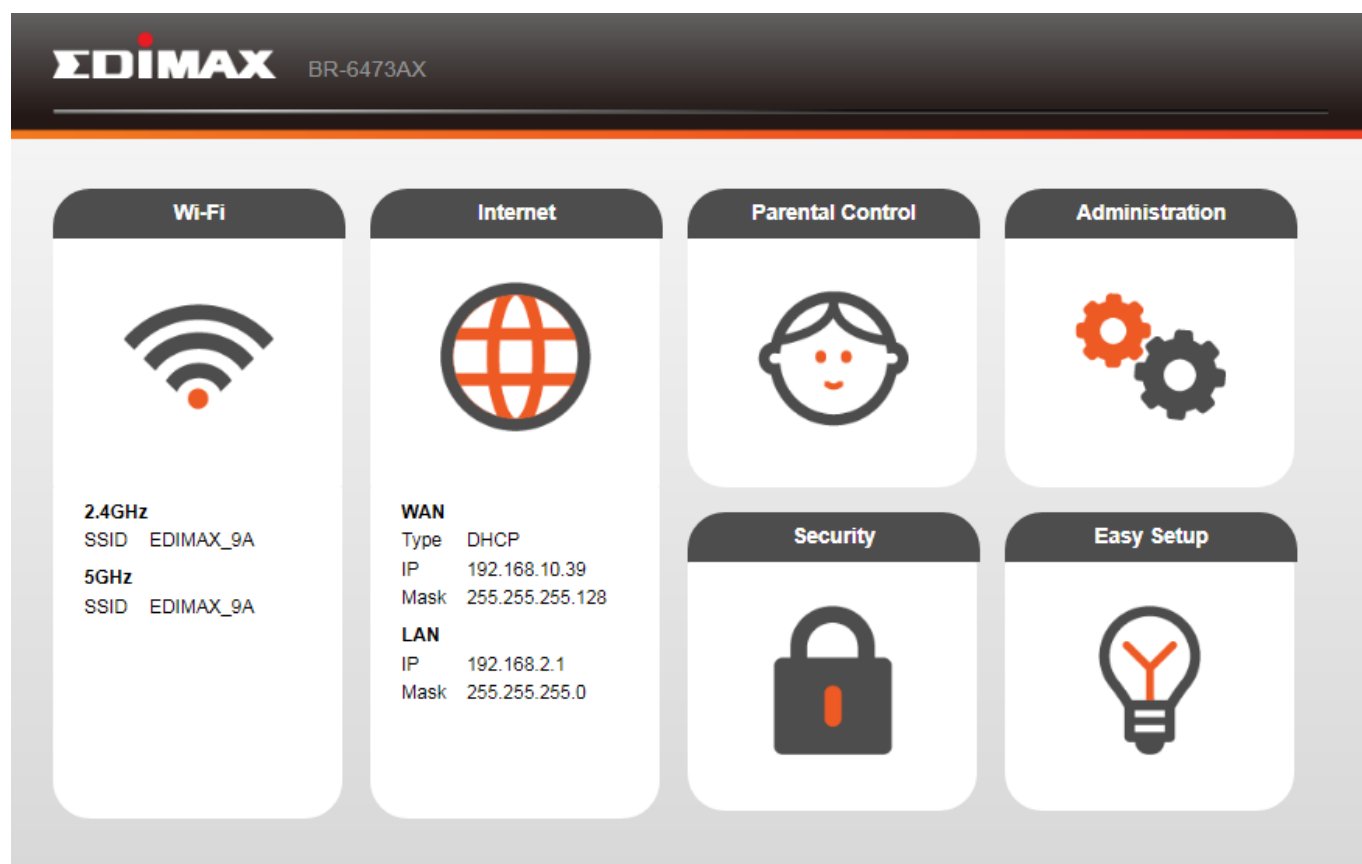 EDIMAX BR-6473AX
Wi-Fi
2.4GHz
SSID EDIMAX_9A
5GHz
SSID EDIMAX_9A
Internet
WAN
Type DHCP
IP 192.168.10.39
Mask 255.255.255.128
LAN
IP 192.168.2.1
Mask 255.255.255.0
Parental Control
Administration
Security
Easy Setup